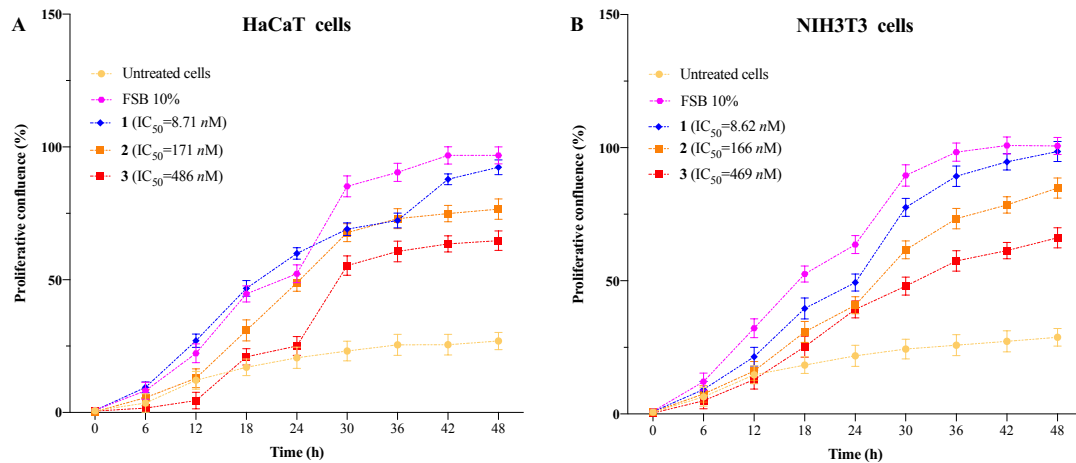 A
HaCaT cells
150
100
50
0
Proliferative confluence (%)
Untreated cells
FSB 10%
1 (IC50=8.71 nM)
2 (IC50=171 nM)
3 (IC50=486 nM)
0 6 12 18 24 30 36 42 48
Time (h)
B
NIH3T3 cells
150
100
50
0
Proliferative confluence (%)
Untreated cells
FSB 10%
1 (IC50=8.62 nM)
2 (IC50=166 nM)
3 (IC50=469 nM)
0 6 12 18 24 30 36 42 48
Time (h)